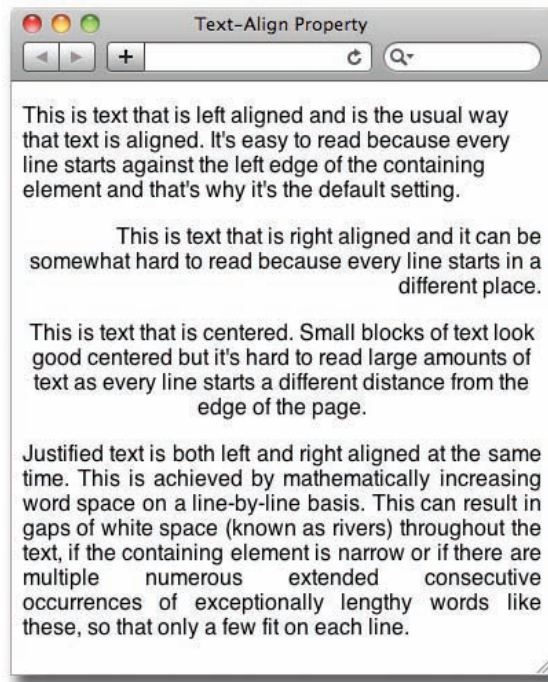 Text-Align Property
This is text that is left aligned and is the usual way
that text is aligned. It's easy to read because every
line starts against the left edge of the containing
element and that's why it's the default setting.
This is text that is right aligned and it can be
somewhat hard to read because every line starts in a
different place.
This is text that is centered. Small blocks of text look
good centered but it's hard to read large amounts of
text as every line starts a different distance from the
edge of the page.
Justified text is both left and right aligned at the same
time. This is achieved by mathematically increasing
word space on a line-by-line basis. This can result in
gaps of white space (known as rivers) throughout the
text, if the containing element is narrow or if there are
multiple numerous extended consecutive
occurrences of exceptionally lengthy words like
these, so that only a few fit on each line.